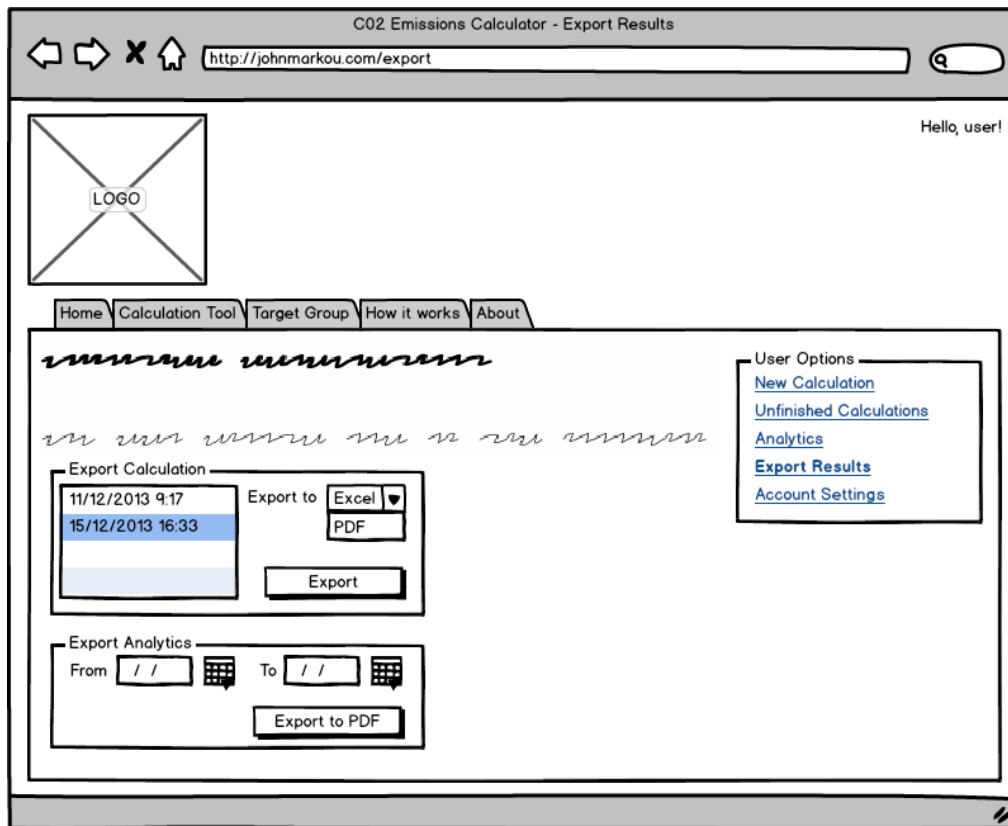 C02 Emissions Calculator - Export Results
http://johnmarkou.com/export
Hello, user!
LOGO
Home Calculation Tool Target Group How it works About
User Options
New Calculation
Unfinished Calculations
Analytics
Export Results
Account Settings
Export Calculation
11/12/2013 9:17
15/12/2013 16:33
Export to Excel
PDF
Export
Export Analytics
From / / To / /
Export to PDF